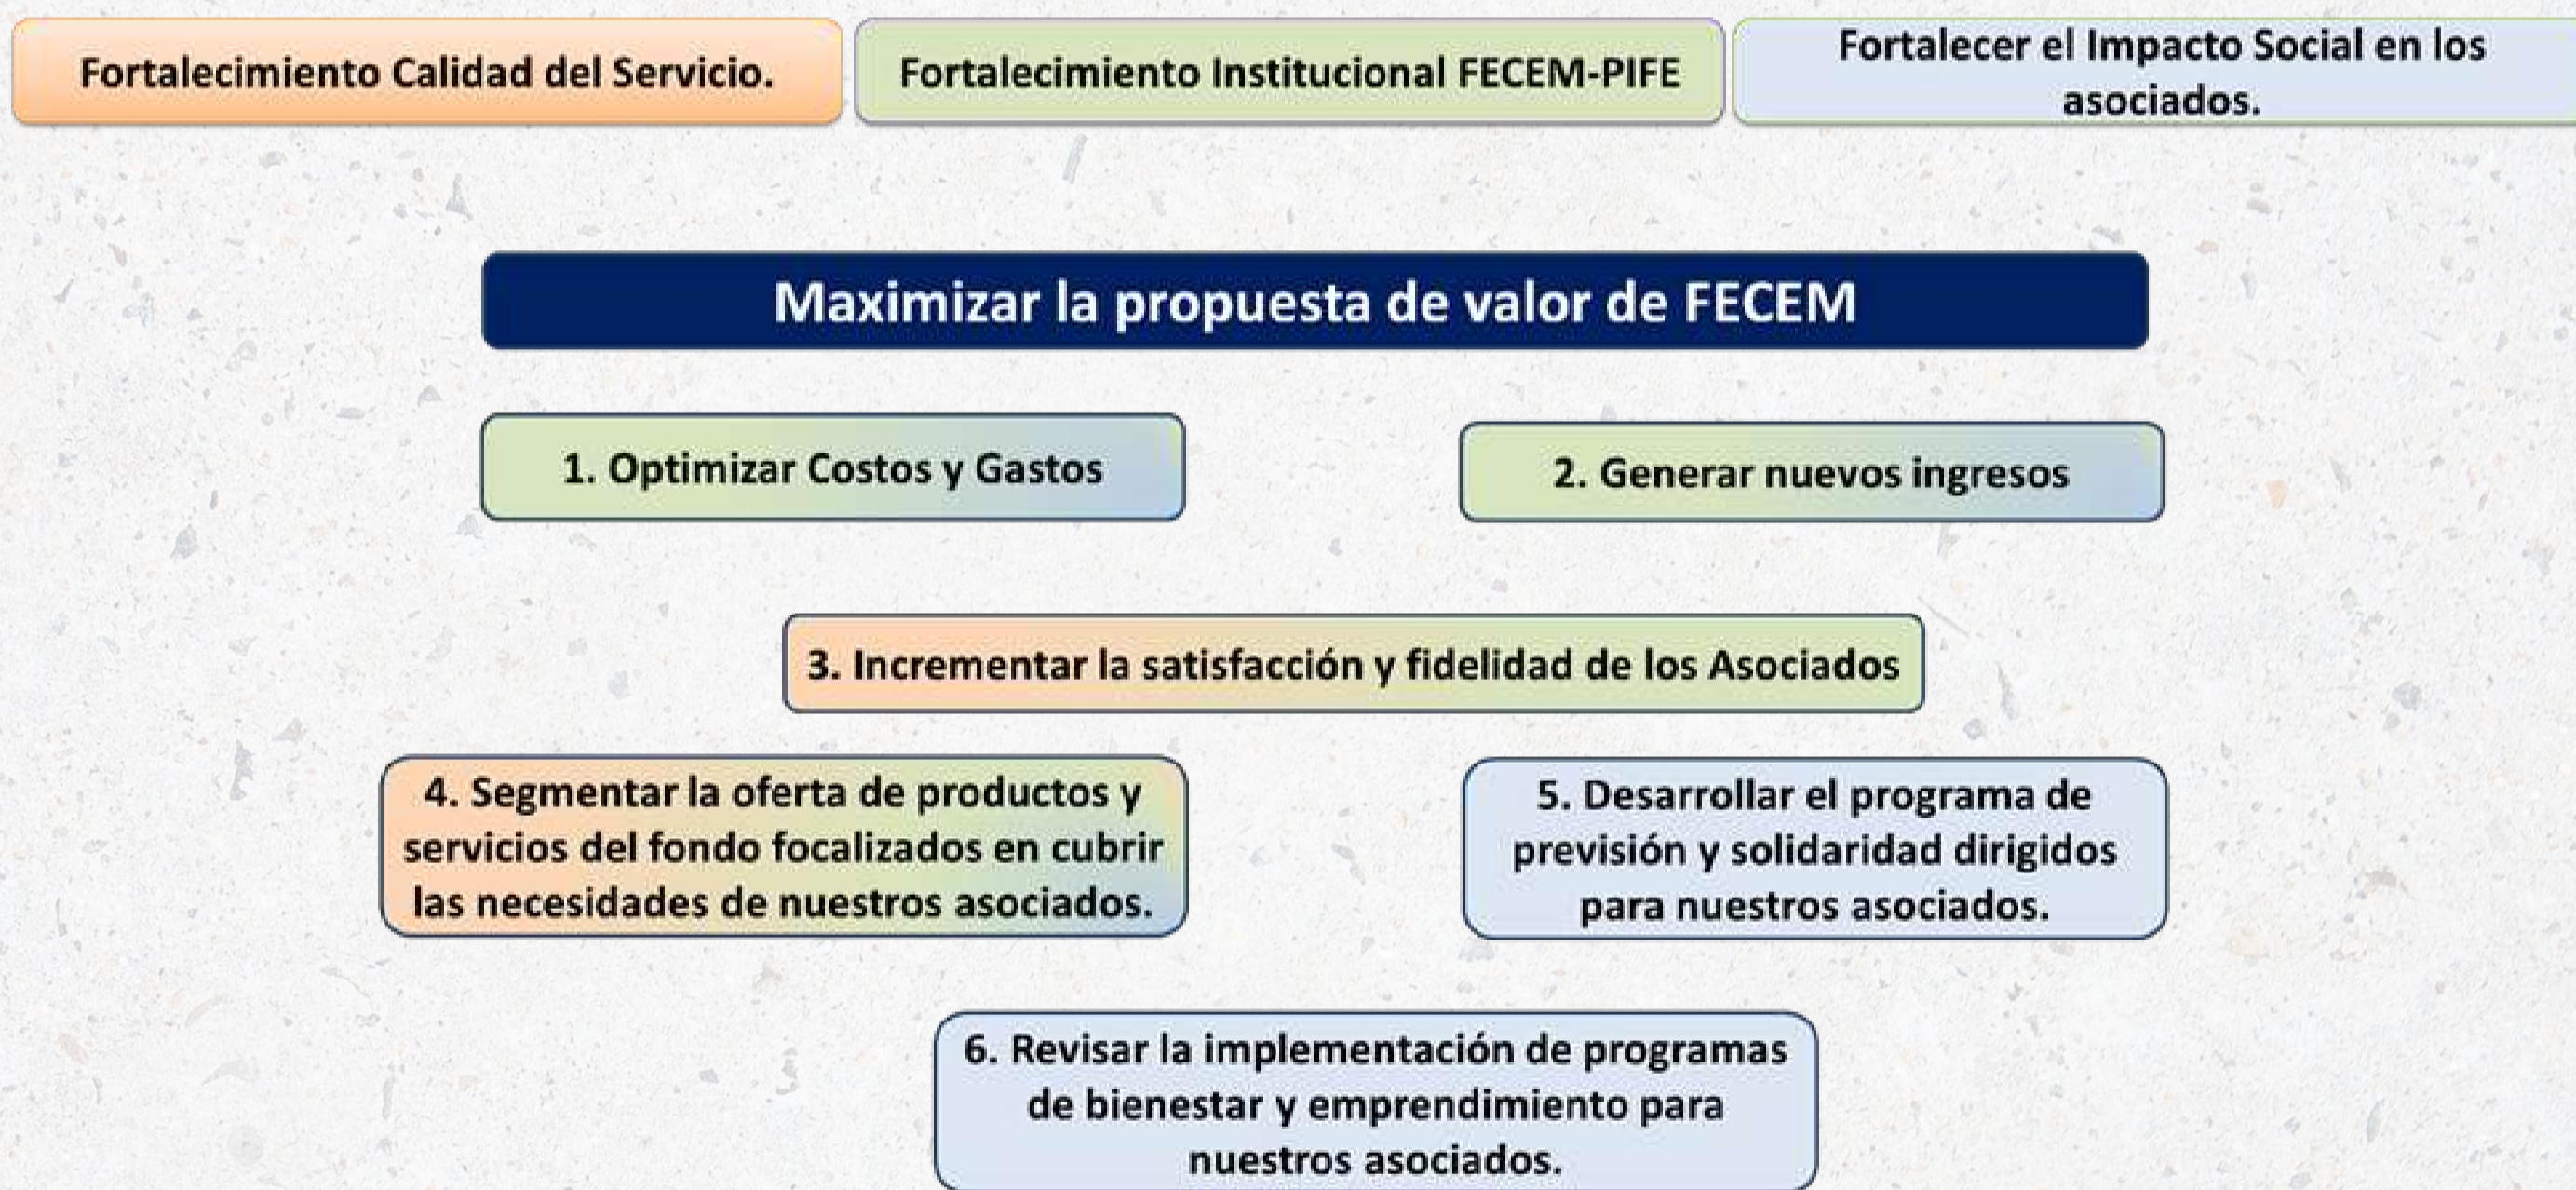 Fortalecimiento Calidad del Servicio.
Fortalecimiento Institucional FECEM-PIFE
Fortalecer el Impacto Social en los
asociados.
Maximizar la propuesta de valor de FECEM
1. Optimizar Costos y Gastos
2. Generar nuevos ingresos
3. Incrementar la satisfacción y fidelidad de los Asociados
4. Segmentar la oferta de productos y
servicios del fondo focalizados en cubrir
las necesidades de nuestros asociados.
5. Desarrollar el programa de
previsión y solidaridad dirigidos
para nuestros asociados.
6. Revisar la implementación de programas
de bienestar y emprendimiento para
nuestros asociados.